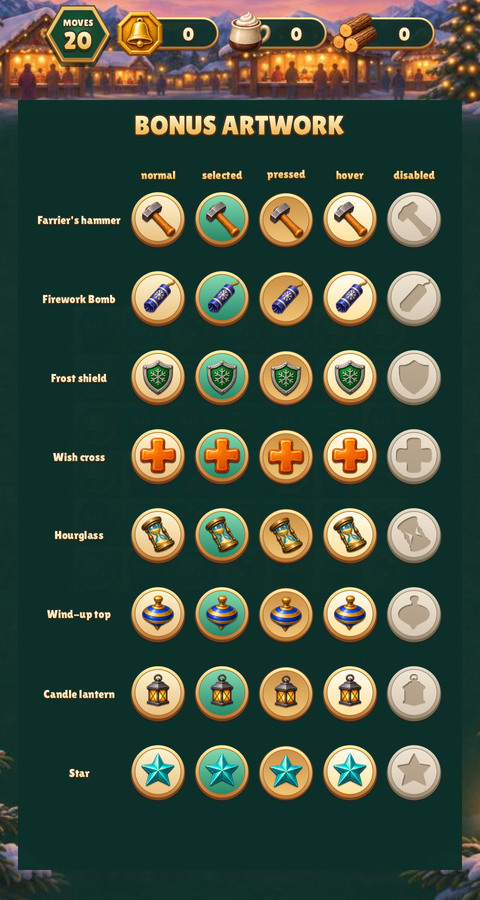 MOVES
20
0
0
0
BONUS ARTWORK
normal selected pressed hover disabled
Farrier's hammer
Firework Bomb
Frost shield
Wish cross
Hourglass
Wind-up top
Candle lantern
Star